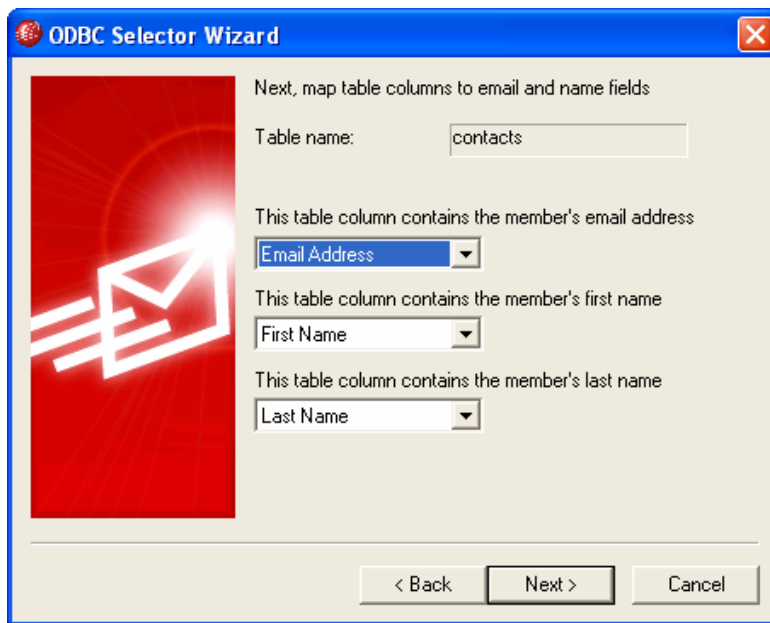 ODBC Selector Wizard
Next, map table columns to email and name fields
Table name: contacts
This table column contains the member's email address
Email Address
This table column contains the member's first name
First Name
This table column contains the member's last name
Last Name
< Back Next > Cancel